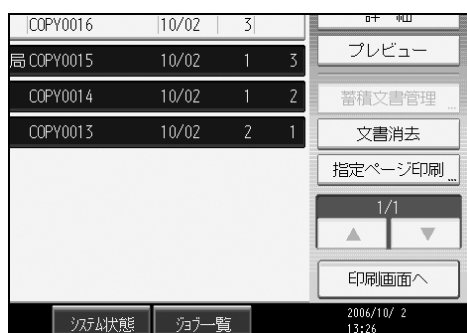 COPY0016 10/02 3
詳細
局 COPY0015 10/02 1 3
プレビュー
COPY0014 10/02 1 2
蓄積文書管理
COPY0013 10/02 2 1
文書消去
指定ページ印刷
1/1
▲ ▼
印刷画面へ
システム状態 ジョブ一覧
2006/10/ 2
13:26